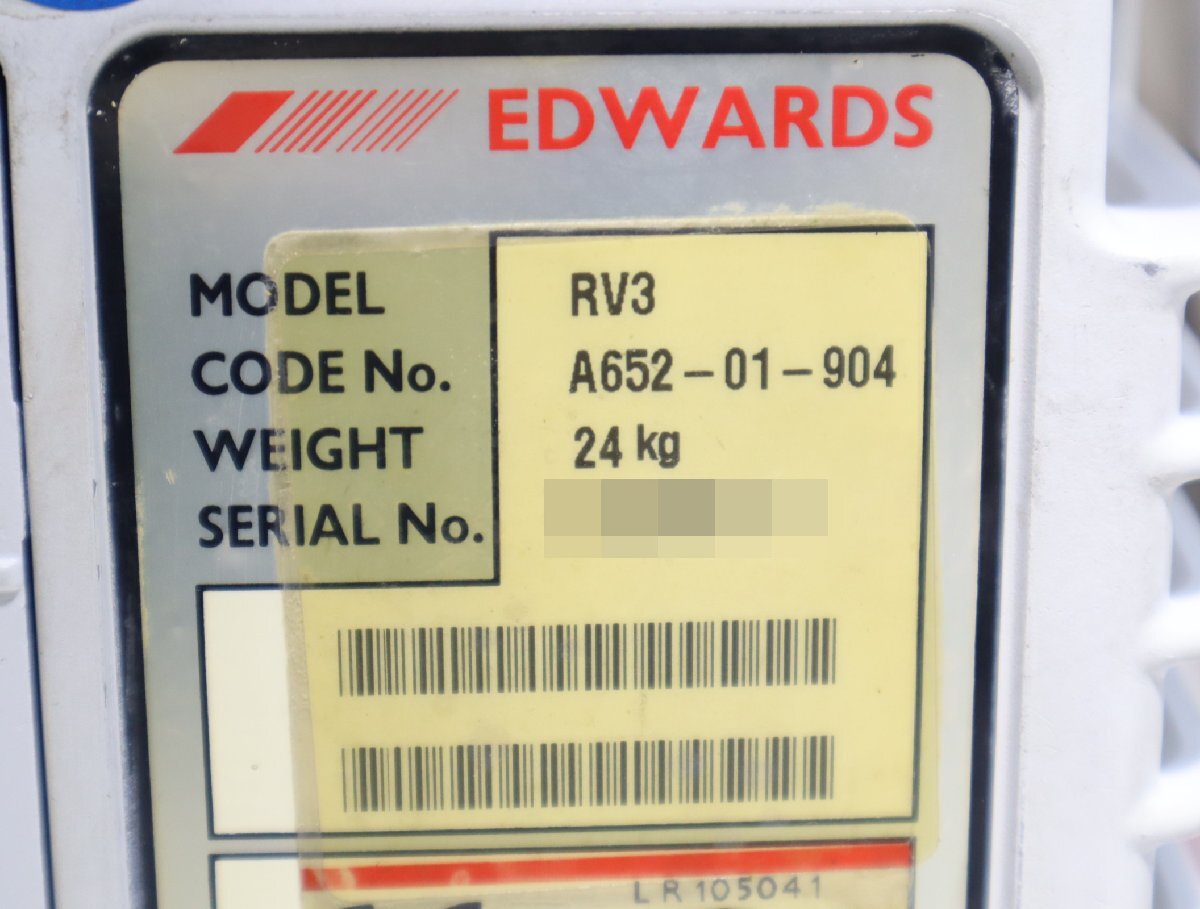 EDWARDS
MODEL RV3
CODE No. A652-01-904
WEIGHT 24 kg
SERIAL No.
LR105041